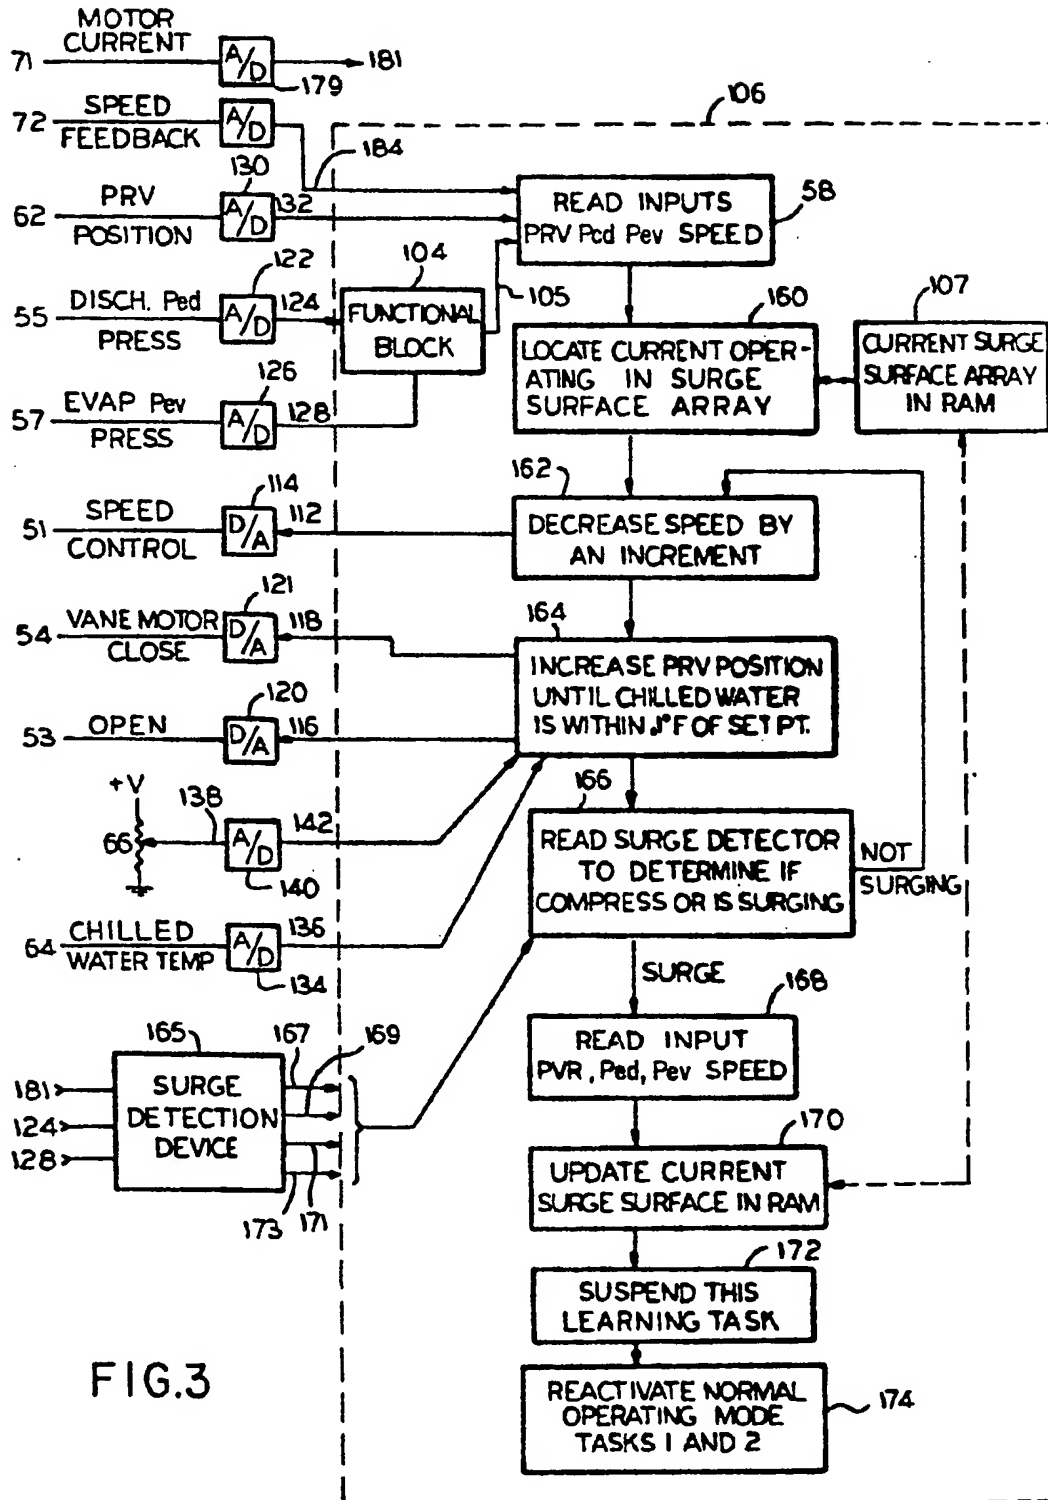 MOTOR
CURRENT
71
A/D
181
179
SPEED
72
FEEDBACK
A/D
184
106
PRV
62
POSITION
130
A/D
132
READ INPUTS
PRV Pcd Pev SPEED
58
DISCH. Ped
55
PRESS
122
A/D
124
104
FUNCTIONAL
BLOCK
105
160
LOCATE CURRENT OPER-
ATING IN SURGE
SURFACE ARRAY
107
CURRENT SURGE
SURFACE ARRAY
IN RAM
EVAP Pev
57
PRESS
126
A/D
128
SPEED
51
CONTROL
114
D/A
112
162
DECREASE SPEED BY
AN INCREMENT
VANE MOTOR
54
CLOSE
121
D/A
118
164
INCREASE PRV POSITION
UNTIL CHILLED WATER
IS WITHIN .1°F OF SET PT.
53
OPEN
120
D/A
116
+V
66
138
A/D
142
140
166
READ SURGE DETECTOR
TO DETERMINE IF
COMPRESS OR IS SURGING
NOT
SURGING
64
CHILLED
WATER TEMP
A/D
136
134
SURGE
168
READ INPUT
PVR, Ped, Pev SPEED
165
167
169
181
124
128
SURGE
DETECTION
DEVICE
173
171
170
UPDATE CURRENT
SURGE SURFACE IN RAM
172
SUSPEND THIS
LEARNING TASK
REACTIVATE NORMAL
OPERATING MODE
TASKS 1 AND 2
174
FIG.3